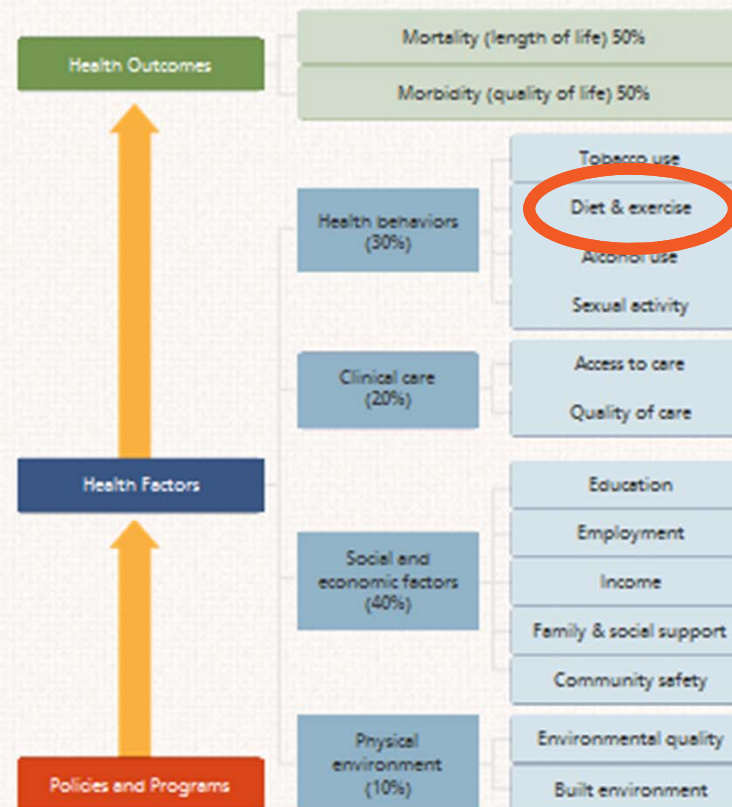 Health Outcomes
Mortality (length of life) 50%
Morbidity (quality of life) 50%
Health behaviors
(30%)
Tobacco use
Diet & exercise
Alcohol use
Sexual activity
Clinical care
(20%)
Access to care
Quality of care
Health Factors
Social and
economic factors
(40%)
Education
Employment
Income
Family & social support
Community safety
Physical
environment
(10%)
Environmental quality
Built environment
Policies and Programs